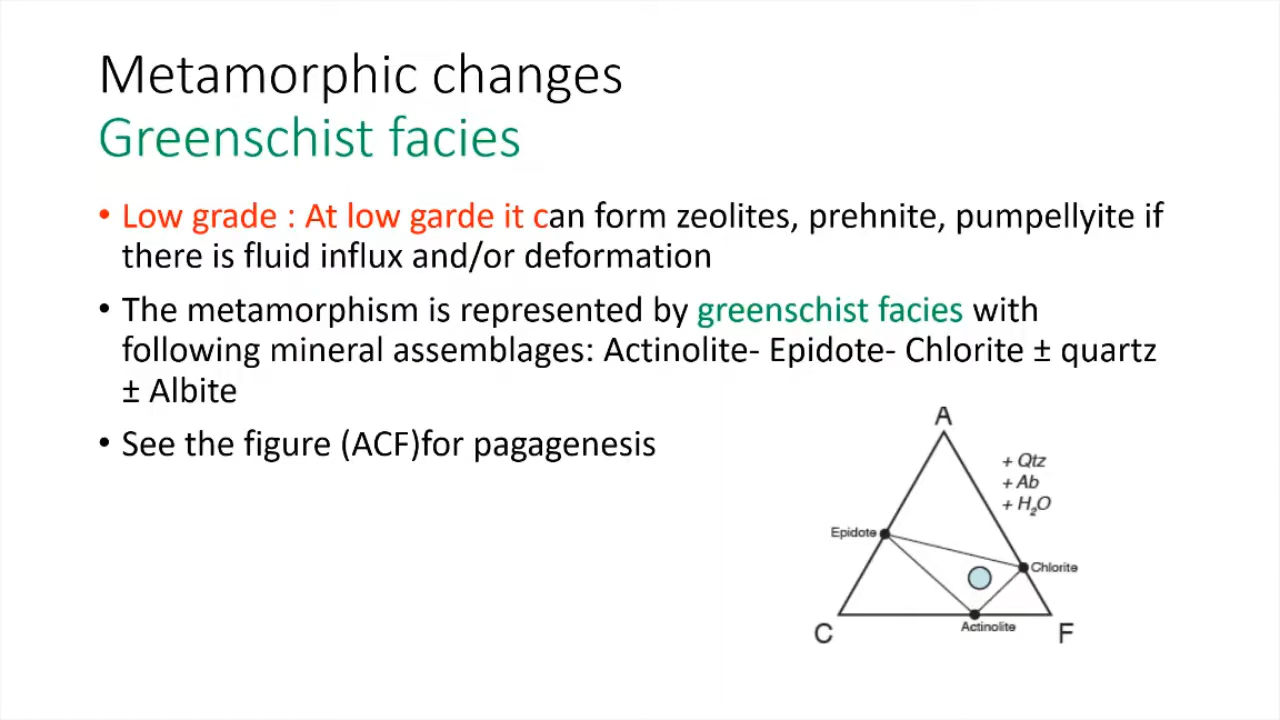 Metamorphic changes
Greenschist facies
• Low grade : At low garde it can form zeolites, prehnite, pumpellyite if
there is fluid influx and/or deformation
• The metamorphism is represented by greenschist facies with
following mineral assemblages: Actinolite- Epidote- Chlorite ± quartz
± Albite
• See the figure (ACF)for pagagenesis
A
+ Qtz
+ Ab
+ H₂O
Epidote
Chlorite
Actinolite
C
F